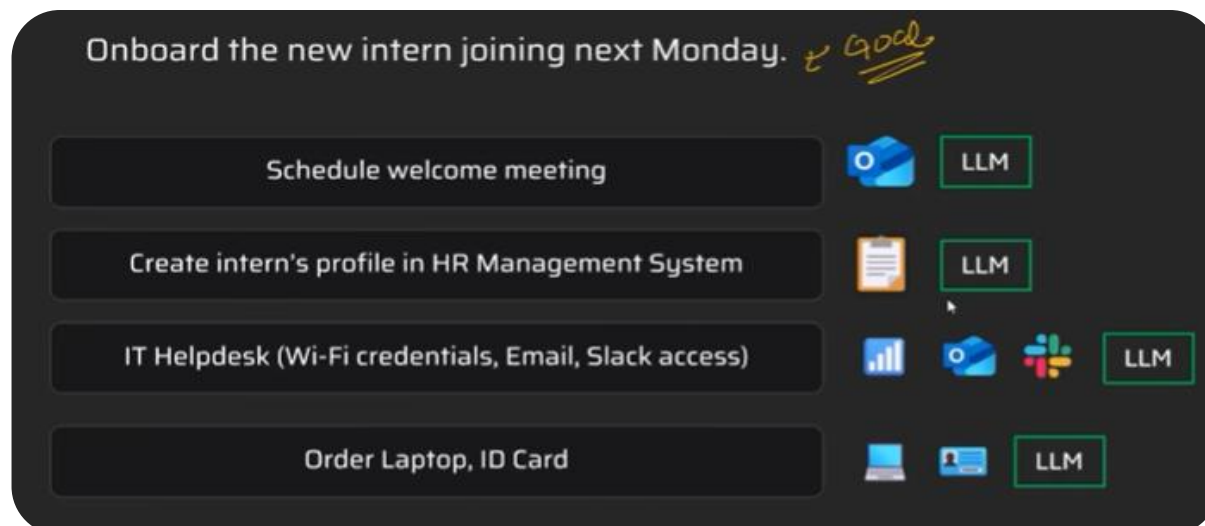 Onboard the new intern joining next Monday. Goal
Schedule welcome meeting LLM
Create intern's profile in HR Management System LLM
IT Helpdesk (Wi-Fi credentials, Email, Slack access) LLM
Order Laptop, ID Card LLM